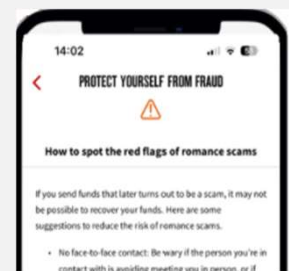 14:02
PROTECT YOURSELF FROM FRAUD
How to spot the red flags of romance scams
If you send funds that later turns out to be a scam, it may not
be possible to recover your funds. Here are some
suggestions to reduce the risk of romance scams.
• No face-to-face contact: Be wary if the person you're in
contact with is avoiding meeting you in person, or if